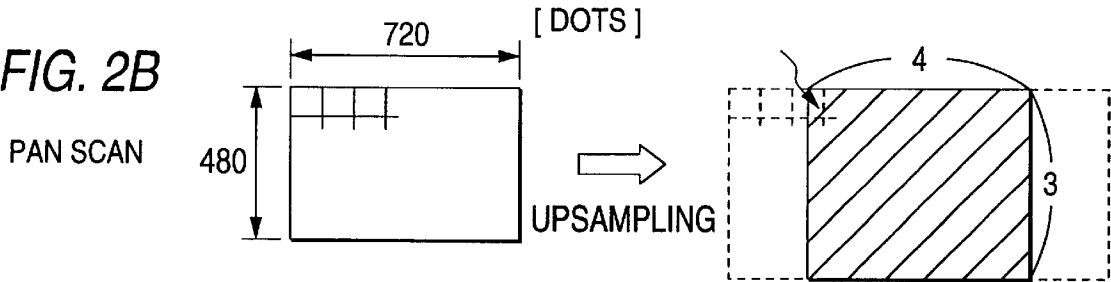 [ DOTS ]
720
4
FIG. 2B
PAN SCAN
480
3
UPSAMPLING